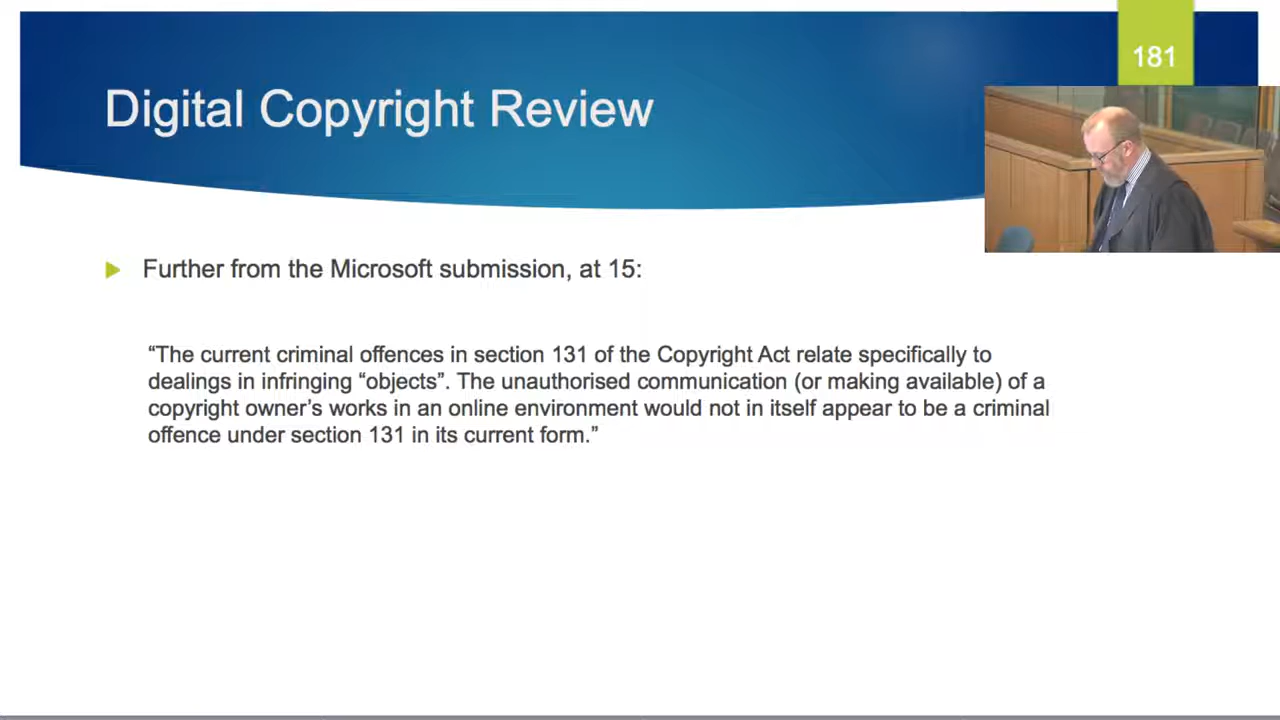 181
Digital Copyright Review
Further from the Microsoft submission, at 15:
“The current criminal offences in section 131 of the Copyright Act relate specifically to
dealings in infringing “objects”. The unauthorised communication (or making available) of a
copyright owner’s works in an online environment would not in itself appear to be a criminal
offence under section 131 in its current form.”